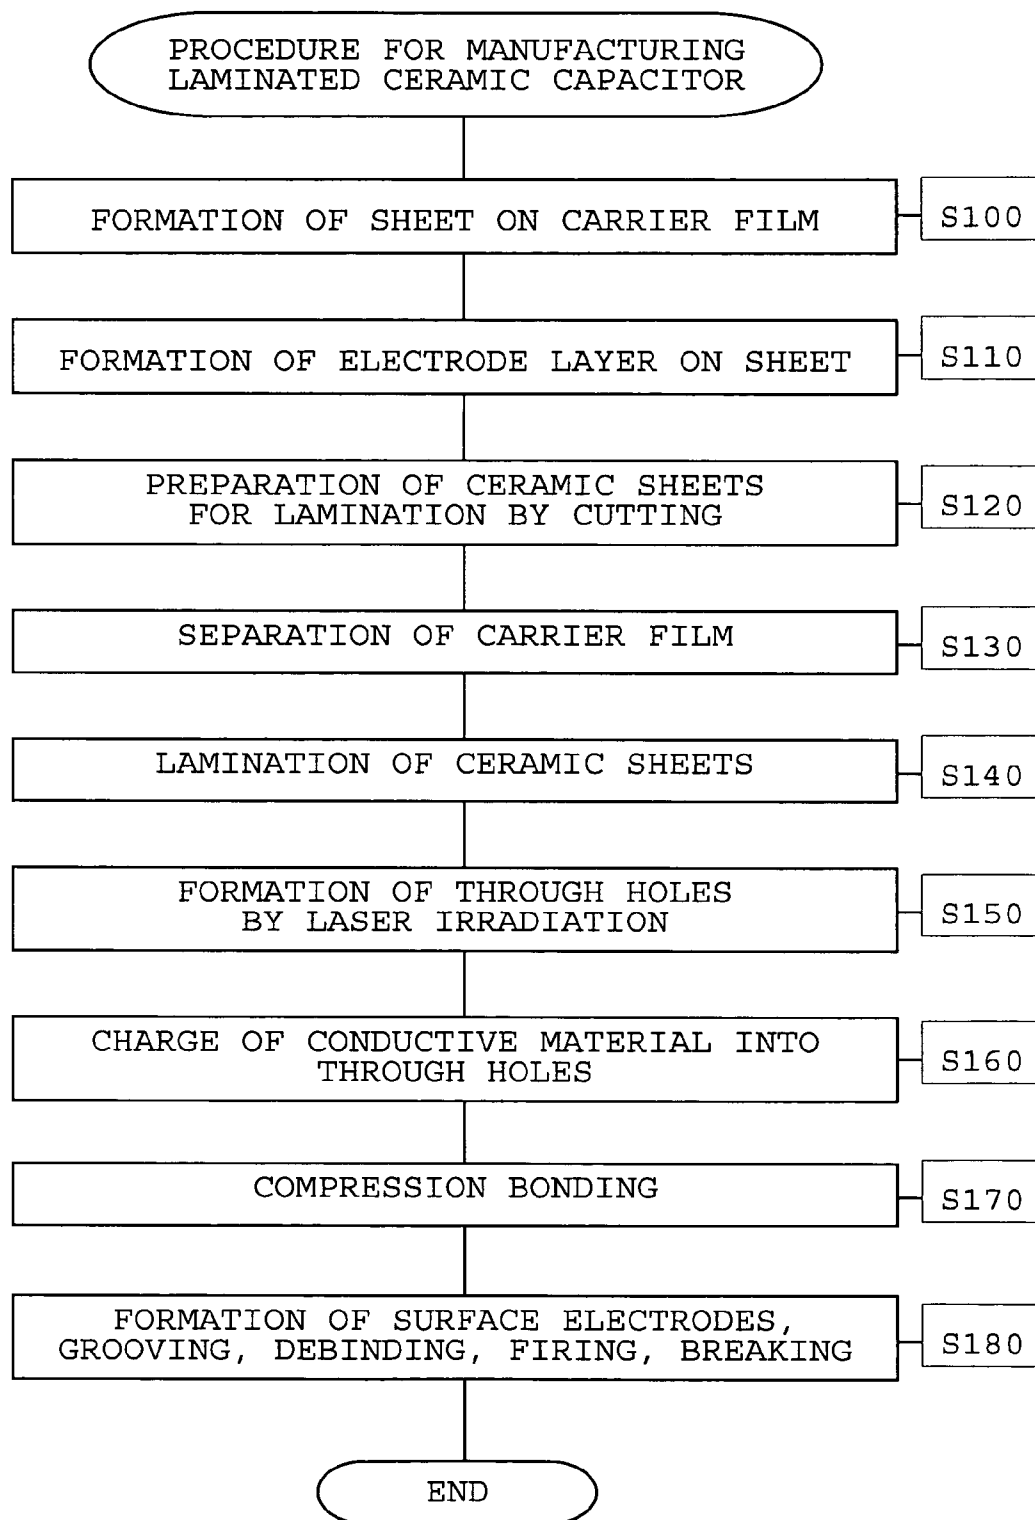 PROCEDURE FOR MANUFACTURING
LAMINATED CERAMIC CAPACITOR
FORMATION OF SHEET ON CARRIER FILM
S100
FORMATION OF ELECTRODE LAYER ON SHEET
S110
PREPARATION OF CERAMIC SHEETS
FOR LAMINATION BY CUTTING
S120
SEPARATION OF CARRIER FILM
S130
LAMINATION OF CERAMIC SHEETS
S140
FORMATION OF THROUGH HOLES
BY LASER IRRADIATION
S150
CHARGE OF CONDUCTIVE MATERIAL INTO
THROUGH HOLES
S160
COMPRESSION BONDING
S170
FORMATION OF SURFACE ELECTRODES,
GROOVING, DEBINDING, FIRING, BREAKING
S180
END